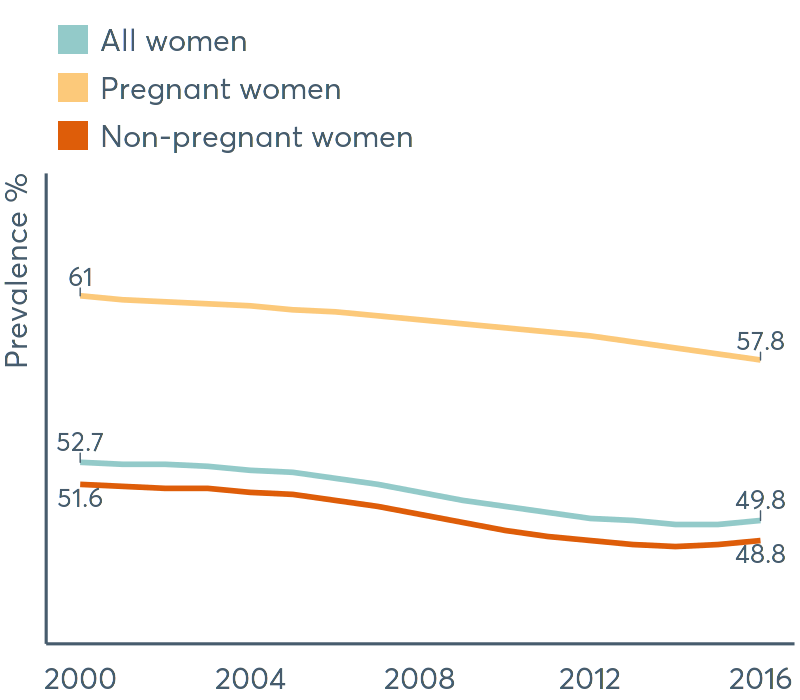 All women
Pregnant women
Non-pregnant women
Prevalence %
61
57.8
52.7
51.6
49.8
48.8
2000 2004 2008 2012 2016